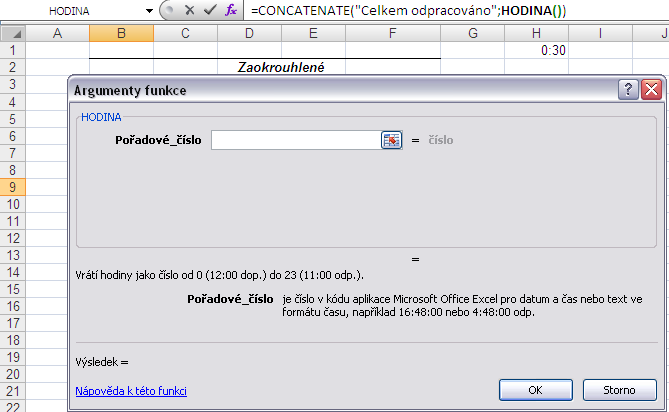 HODINA =CONCATENATE("Celkem odpracováno";HODINA())
A B C D E F G H I J
1 0:30
2 Zaokrouhlené
3 Argumenty funkce ?
4
5 HODINA
6 Pořadové_číslo = číslo
7
8
9
10
11
12
13 =
14 Vrátí hodiny jako číslo od 0 (12:00 dop.) do 23 (11:00 odp.).
15
16 Pořadové_číslo je číslo v kódu aplikace Microsoft Office Excel pro datum a čas nebo text ve
17 formátu času, například 16:48:00 nebo 4:48:00 odp.
18
19 Výsledek =
20
21 Nápověda k této funkci OK Storno
22